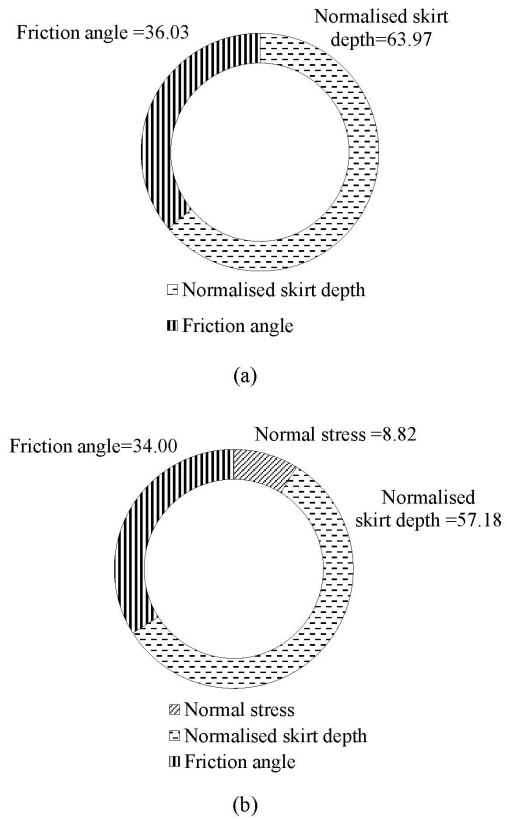 Friction angle =36.03
Normalised skirt
depth=63.97
Normalised skirt depth
Friction angle
(a)
Normal stress =8.82
Friction angle=34.00
Normalised
skirt depth =57.18
Normal stress
Normalised skirt depth
Friction angle
(b)